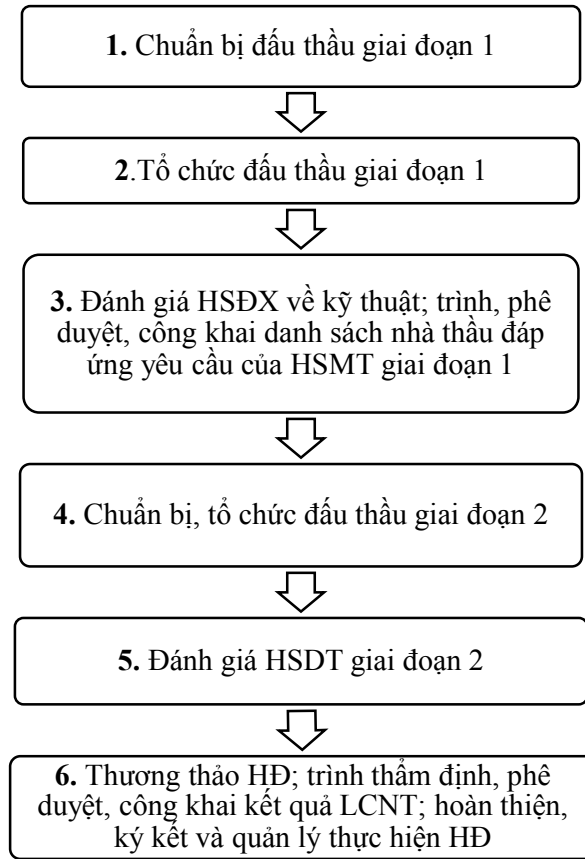 1. Chuẩn bị đấu thầu giai đoạn 1
2.Tổ chức đấu thầu giai đoạn 1
3. Đánh giá HSĐX về kỹ thuật; trình, phê
duyệt, công khai danh sách nhà thầu đáp
ứng yêu cầu của HSMT giai đoạn 1
4. Chuẩn bị, tổ chức đấu thầu giai đoạn 2
5. Đánh giá HSDT giai đoạn 2
6. Thương thảo HĐ; trình thẩm định, phê
duyệt, công khai kết quả LCNT; hoàn thiện,
ký kết và quản lý thực hiện HĐ